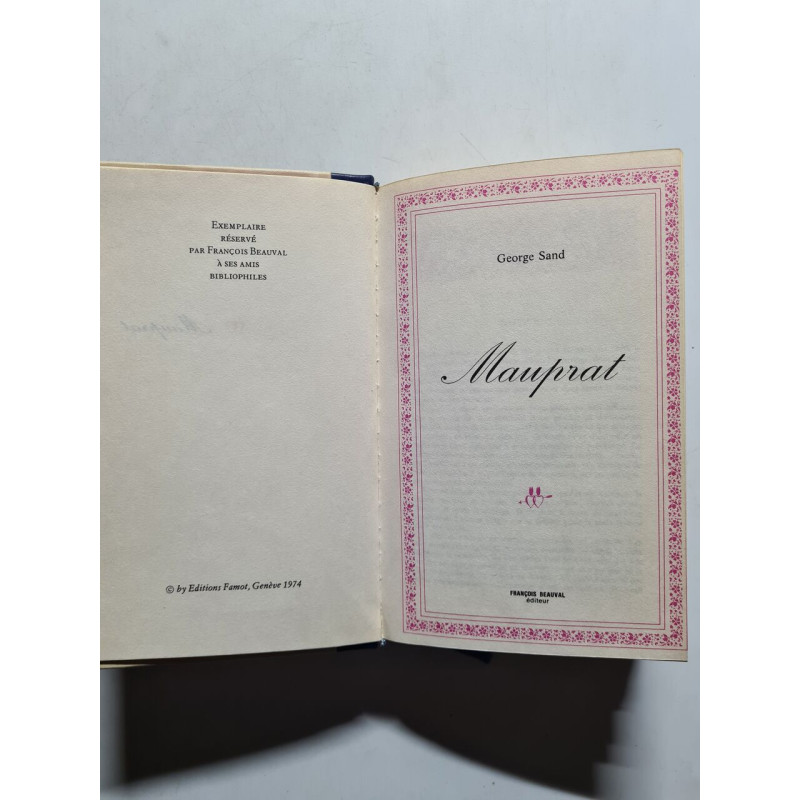 EXEMPLAIRE
RÉSERVÉ
PAR FRANÇOIS BEAUVAL
À SES AMIS
BIBLIOPHILES
© by Editions Famot, Genève 1974
George Sand
Mauprat
FRANÇOIS BEAUVAL
éditeur